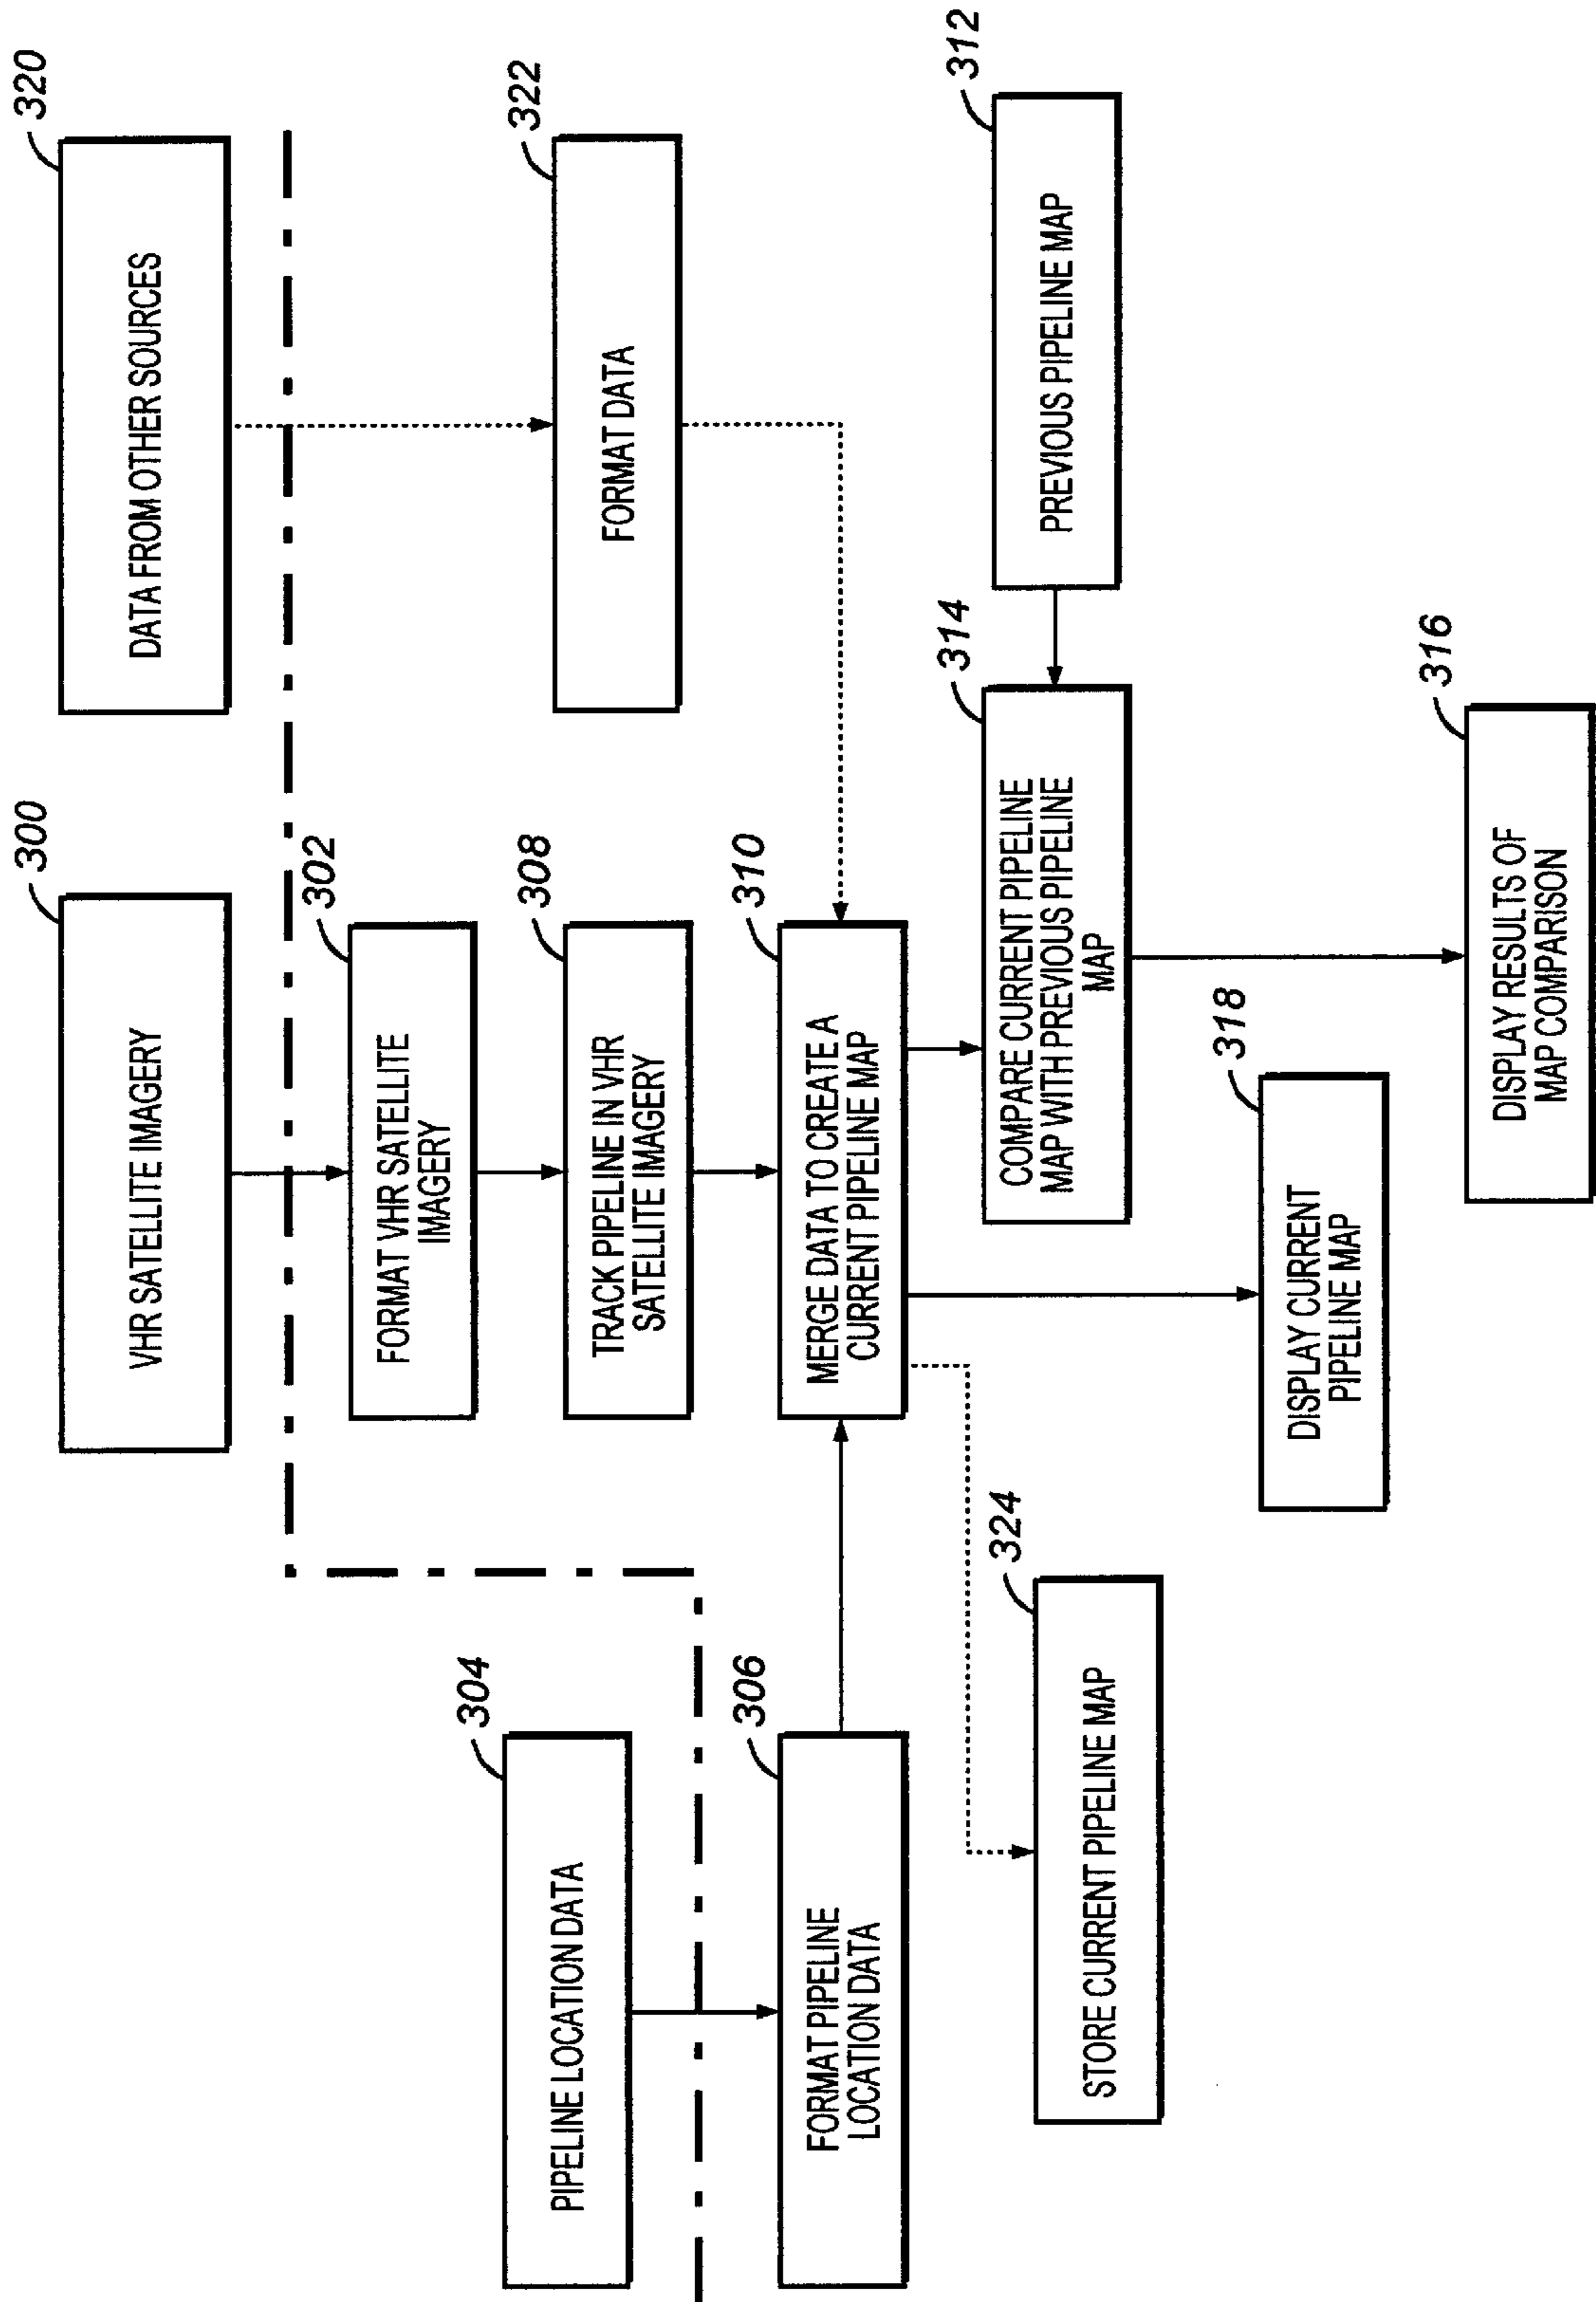 304
PIPELINE LOCATION DATA
300
VHR SATELLITE IMAGERY
320
DATA FROM OTHER SOURCES
302
FORMAT VHR SATELLITE
IMAGERY
322
FORMAT DATA
308
TRACK PIPELINE IN VHR
SATELLITE IMAGERY
306
FORMAT PIPELINE
LOCATION DATA
310
MERGE DATA TO CREATE A
CURRENT PIPELINE MAP
312
PREVIOUS PIPELINE MAP
314
COMPARE CURRENT PIPELINE
MAP WITH PREVIOUS PIPELINE
MAP
324
STORE CURRENT PIPELINE MAP
318
DISPLAY CURRENT
PIPELINE MAP
316
DISPLAY RESULTS OF
MAP COMPARISON